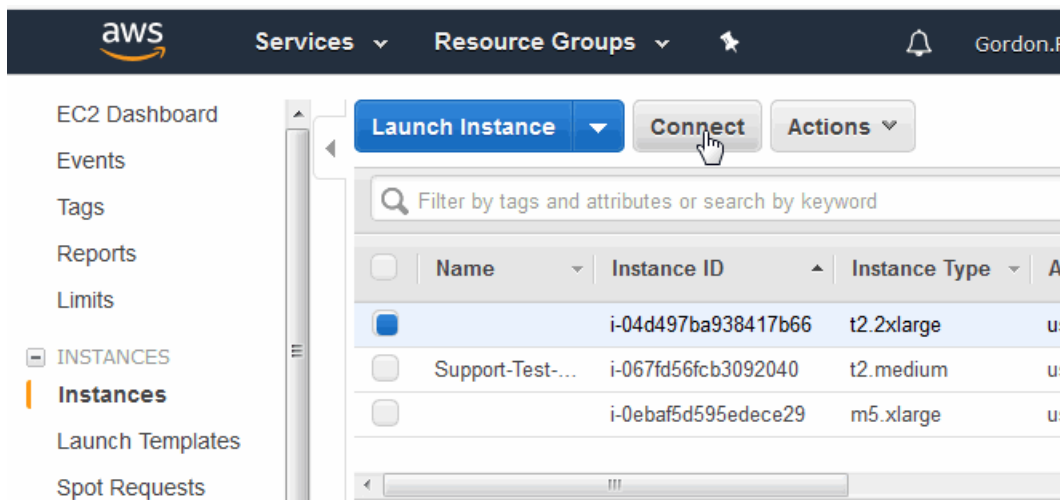 aws Services Resource Groups Gordon.F
EC2 Dashboard
Events
Tags
Reports
Limits
INSTANCES
Instances
Launch Templates
Spot Requests
Launch Instance Connect Actions
Filter by tags and attributes or search by keyword
Name Instance ID Instance Type A
i-04d497ba938417b66 t2.2xlarge u
Support-Test-... i-067fd56fcb3092040 t2.medium u
i-0ebaf5d595edece29 m5.xlarge u